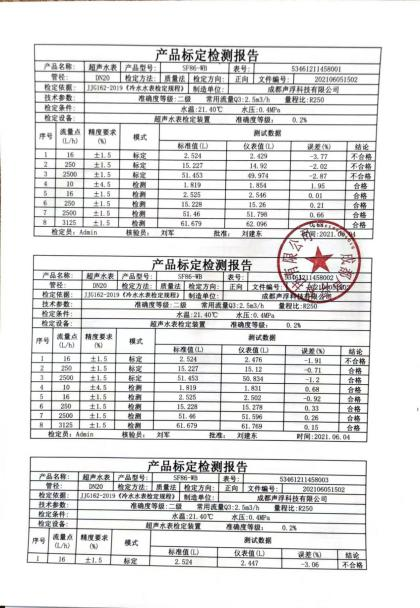 产品标定检测报告
产品名称: 超声水表 产品型号: SF86-WB 表号: 53461211458001
管径: DN20 检定方法: 质量法 检定方向: 正向 文件编号: 202106051502
检定依据: JJG162-2019《冷水水表检定规程》 制造单位: 成都声浮科技有限公司
技术参数: 准确度等级:二级 常用流量Q3:2.5m3/h 量程比:R250
检定条件: 水温:21.40℃ 水压:0.4MPa
检定设备: 超声水表检定装置 准确度等级: 0.2%
序号 流量点(L/h) 精度要求(%) 模式 测试数据
标准值(L) 仪表值(L) 误差(%) 结论
1 16 ±1.5 标定 2.524 2.429 -3.77 不合格
2 250 ±1.5 标定 15.227 14.92 -2.02 不合格
3 2500 ±1.5 标定 51.453 49.974 -2.87 不合格
4 10 ±4.5 检测 1.819 1.854 1.95 合格
5 16 ±1.5 检测 2.525 2.546 0.01 合格
6 250 ±1.5 检测 15.228 15.26 0.21 合格
7 2500 ±1.5 检测 51.46 51.798 0.66 合格
8 3125 ±1.5 检测 61.679 62.096 合格
检定员: Admin 核验员: 刘军 批准: 刘建东 时间:2021.06.04
产品标定检测报告
产品名称: 超声水表 产品型号: SF86-WB 表号: 53461211458002
管径: DN20 检定方法: 质量法 检定方向: 正向 文件编号: 202106051502
检定依据: JJG162-2019《冷水水表检定规程》 制造单位: 成都声浮科技有限公司
技术参数: 准确度等级:二级 常用流量Q3:2.5m3/h 量程比:R250
检定条件: 水温:21.40℃ 水压:0.4MPa
检定设备: 超声水表检定装置 准确度等级: 0.2%
序号 流量点(L/h) 精度要求(%) 模式 测试数据
标准值(L) 仪表值(L) 误差(%) 结论
1 16 ±1.5 标定 2.524 2.476 -1.91 不合格
2 250 ±1.5 标定 15.227 15.12 -0.71 合格
3 2500 ±1.5 标定 51.453 50.834 -1.2 合格
4 10 ±4.5 检测 1.819 1.831 0.68 合格
5 16 ±1.5 检测 2.525 2.502 -0.92 合格
6 250 ±1.5 检测 15.228 15.278 0.33 合格
7 2500 ±1.5 检测 51.46 51.596 0.26 合格
8 3125 ±1.5 检测 61.679 61.769 0.15 合格
检定员: Admin 核验员: 刘军 批准: 刘建东 时间:2021.06.04
产品标定检测报告
产品名称: 超声水表 产品型号: SF86-WB 表号: 53461211458003
管径: DN20 检定方法: 质量法 检定方向: 正向 文件编号: 202106051502
检定依据: JJG162-2019《冷水水表检定规程》 制造单位: 成都声浮科技有限公司
技术参数: 准确度等级:二级 常用流量Q3:2.5m3/h 量程比:R250
检定条件: 水温:21.40℃ 水压:0.4MPa
检定设备: 超声水表检定装置 准确度等级: 0.2%
序号 流量点(L/h) 精度要求(%) 模式 测试数据
标准值(L) 仪表值(L) 误差(%) 结论
1 16 ±1.5 标定 2.524 2.447 -3.06 不合格